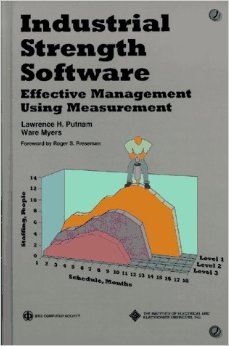 Industrial
Strength
Software
Effective Management
Using Measurement
Lawrence H. Putnam
Ware Myers
Foreword by Roger S. Pressman
Staffing, People
14
12
10
8
6
4
2
0
1 2 3 4 5 6 7 8 9 10 11 12 13 14 15 16 17 18
Schedule, Months
Level 1
Level 2
Level 3
IEEE COMPUTER SOCIETY
THE INSTITUTE OF ELECTRICAL AND
ELECTRONICS ENGINEERS, INC.